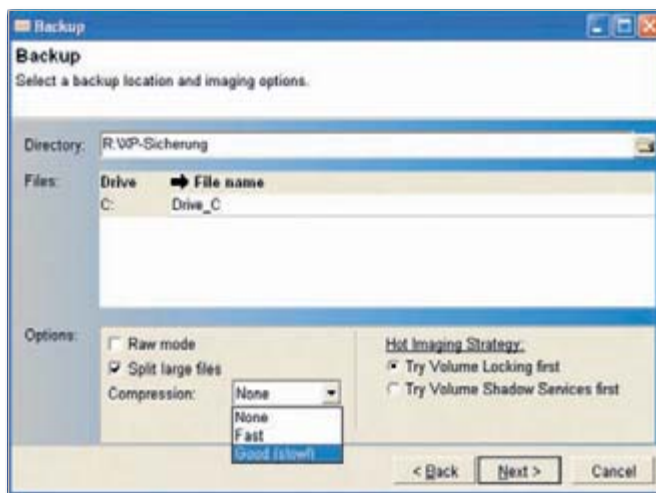 Backup
Backup
Select a backup location and imaging options.
Directory: R:\XP-Sicherung
Files: Drive ➡ File name
C: Drive_C
Options:
Raw mode
Split large files
Compression: None
None
Fast
Good (slow!)
Hot Imaging Strategy:
Try Volume Locking first
Try Volume Shadow Services first
< Back
Next >
Cancel